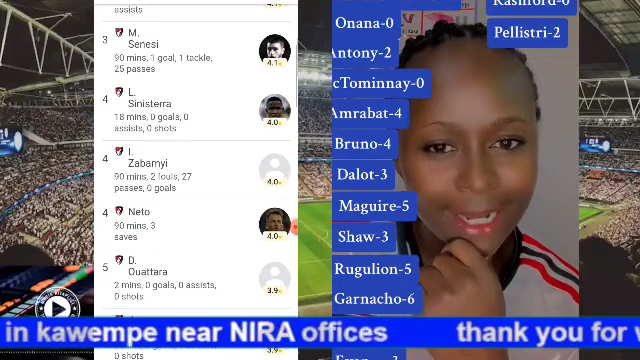 assists
3
M.
Senesi
90 mins, 1 goal, 1 tackle,
25 passes
4.1
4
L.
Sinisterra
18 mins, 0 goals, 0
assists, 0 shots
4.0
4
I.
Zabarnyi
90 mins, 2 fouls, 27
passes, 0 goals
4.0
4
Neto
90 mins, 3
saves
4.0
5
D.
Ouattara
2 mins, 0 goals, 0 assists,
0 shots
3.9
0 shots
3.9
Rashford-0
Pellistri-2
Onana-0
Antony-2
cTominnay-0
Amrabat-4
Bruno-4
Dalot-3
Maguire-5
Shaw-3
Rugulion-5
Garnacho-6
in kawempe near NIRA offices thank you for